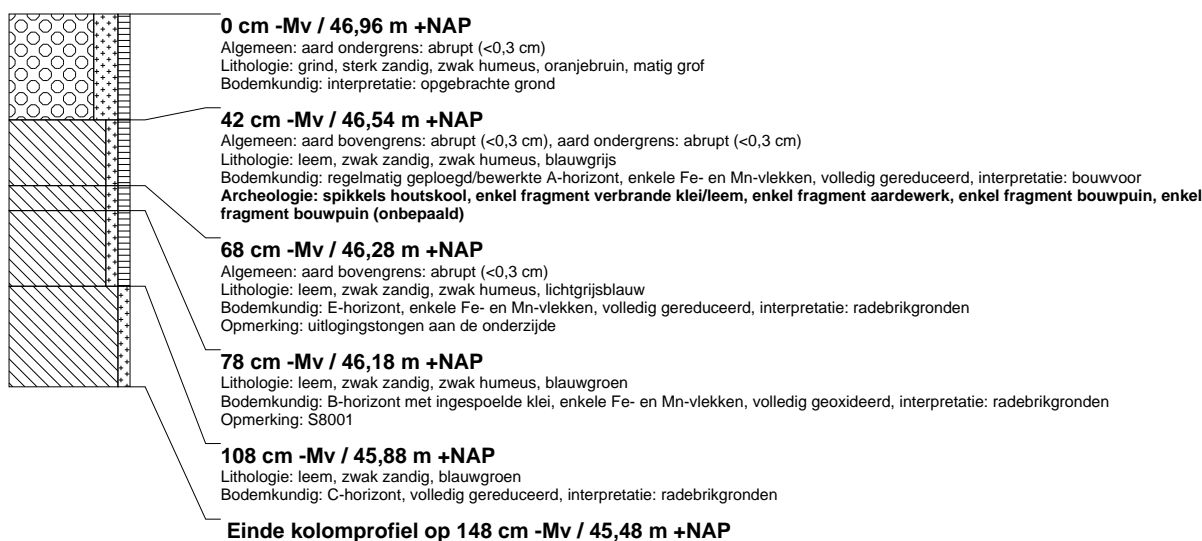 0 cm -Mv / 46,96 m +NAP
Algemeen: aard ondergrens: abrupt (<0,3 cm)
Lithologie: grind, sterk zandig, zwak humeus, oranjebruin, matig grof
Bodemkundig: interpretatie: opgebrachte grond
42 cm -Mv / 46,54 m +NAP
Algemeen: aard bovengrens: abrupt (<0,3 cm), aard ondergrens: abrupt (<0,3 cm)
Lithologie: leem, zwak zandig, zwak humeus, blauwgrijs
Bodemkundig: regelmatig geploegd/bewerkte A-horizont, enkele Fe- en Mn-vlekken, volledig gereduceerd, interpretatie: bouwvoor
Archeologie: spikkels houtskool, enkel fragment verbrande klei/leem, enkel fragment aardewerk, enkel fragment bouwpuin, enkel
fragment bouwpuin (onbepaald)
68 cm -Mv / 46,28 m +NAP
Algemeen: aard bovengrens: abrupt (<0,3 cm)
Lithologie: leem, zwak zandig, zwak humeus, lichtgrijsblauw
Bodemkundig: E-horizont, enkele Fe- en Mn-vlekken, volledig gereduceerd, interpretatie: radebrikgronden
Opmerking: uitlogingstongen aan de onderzijde
78 cm -Mv / 46,18 m +NAP
Lithologie: leem, zwak zandig, zwak humeus, blauwgroen
Bodemkundig: B-horizont met ingespoelde klei, enkele Fe- en Mn-vlekken, volledig geoxideerd, interpretatie: radebrikgronden
Opmerking: S8001
108 cm -Mv / 45,88 m +NAP
Lithologie: leem, zwak zandig, blauwgroen
Bodemkundig: C-horizont, volledig gereduceerd, interpretatie: radebrikgronden
Einde kolomprofiel op 148 cm -Mv / 45,48 m +NAP